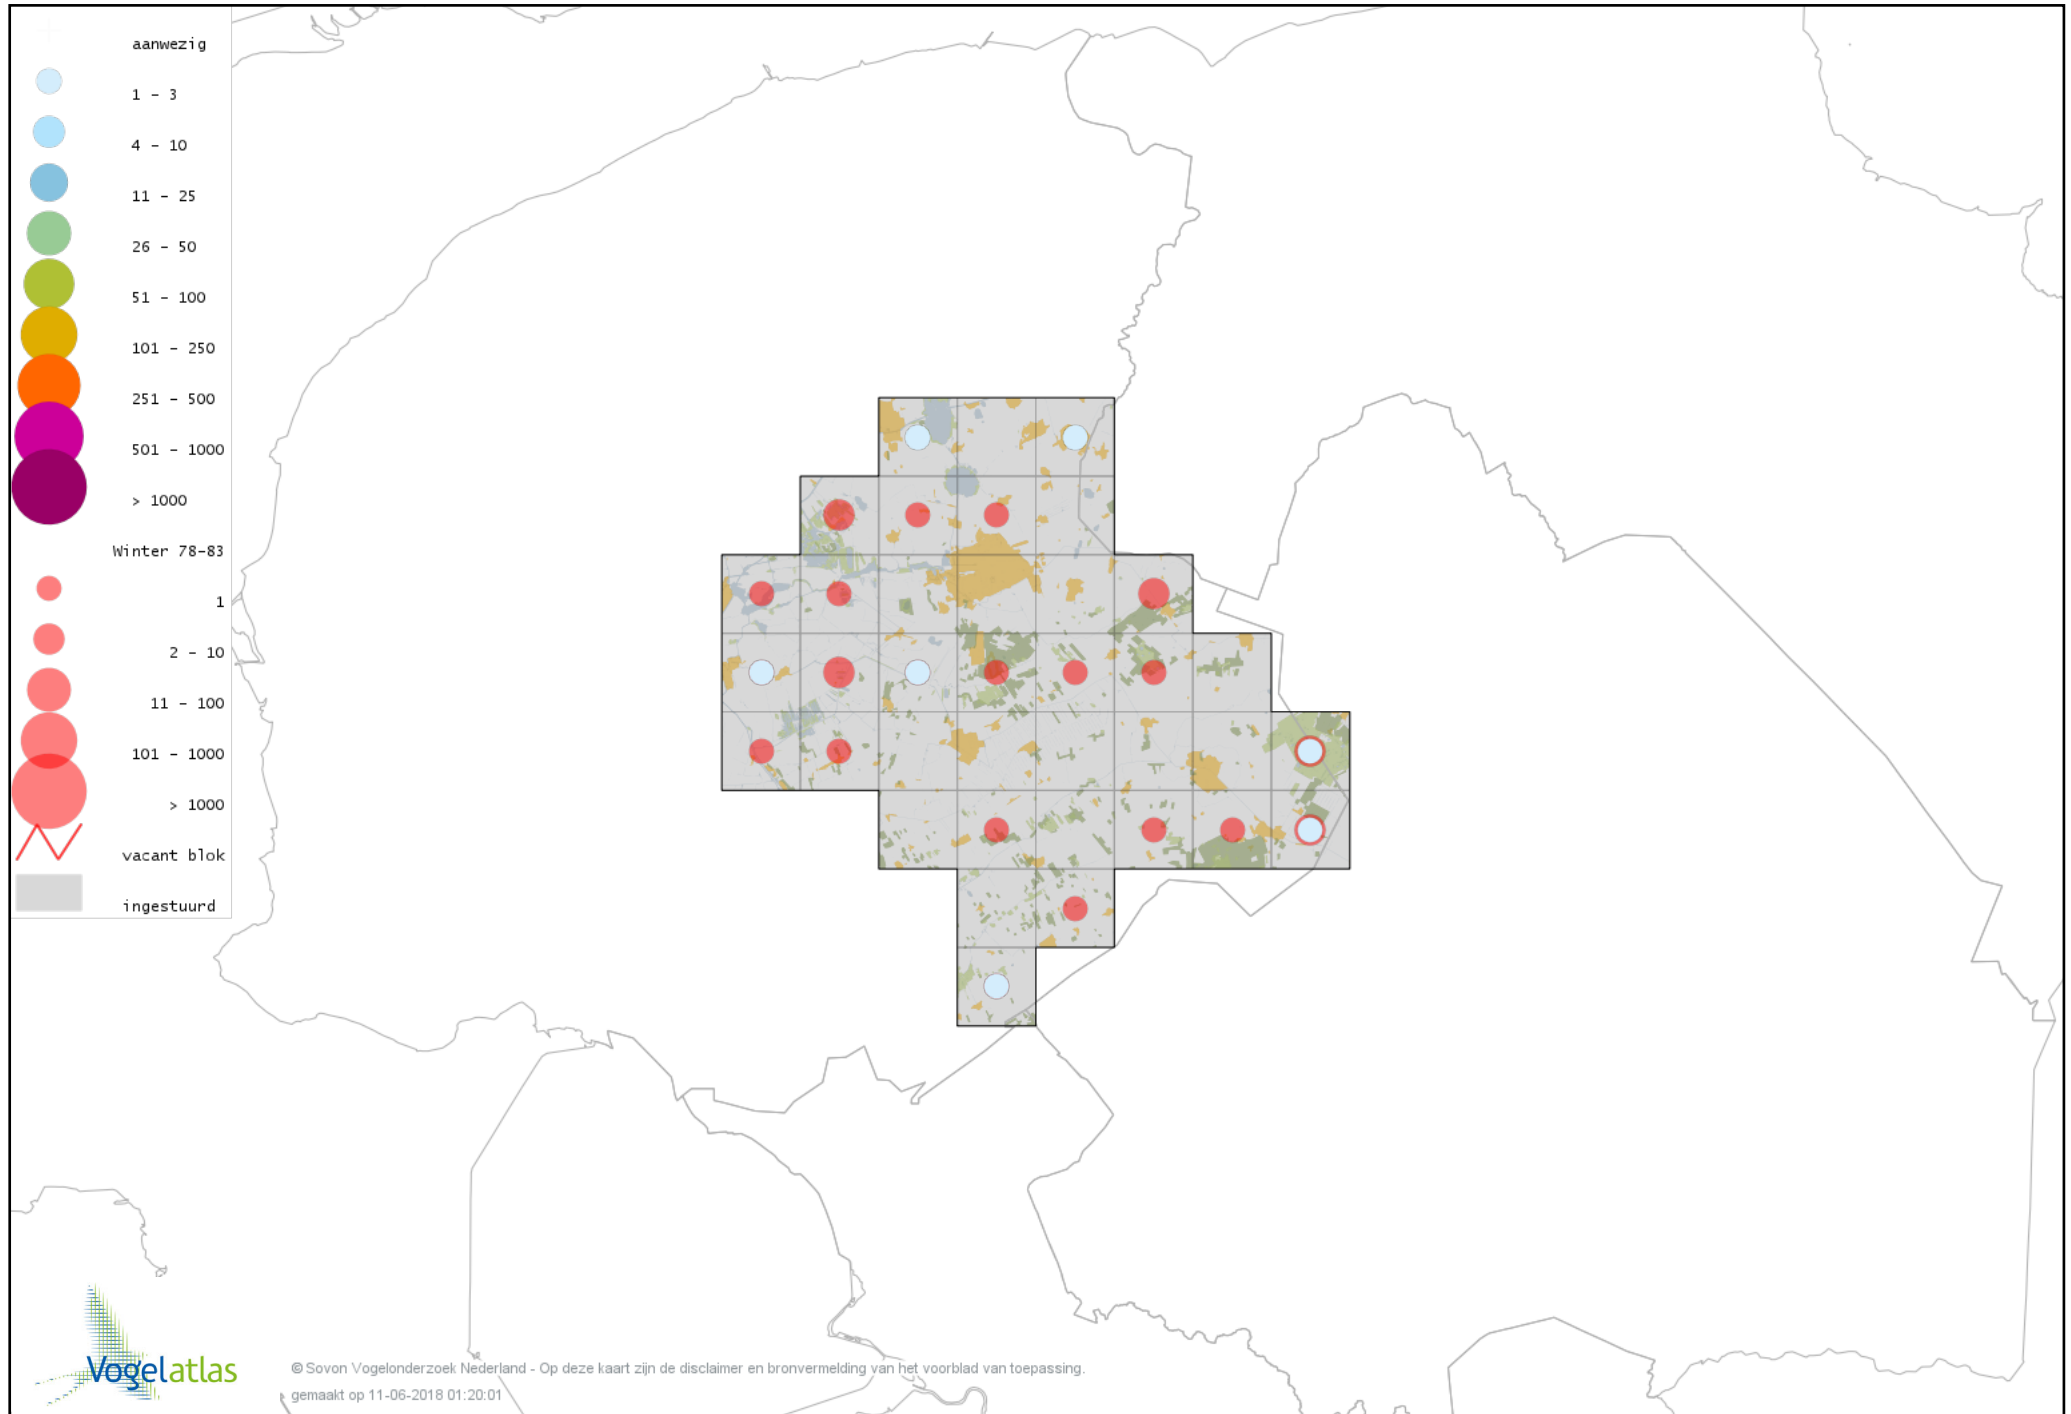 aanwezig
1 - 3
4 - 10
11 - 25
26 - 50
51 - 100
101 - 250
251 - 500
501 - 1000
> 1000
Winter 78-83
1
2 - 10
11 - 100
101 - 1000
> 1000
vacant blok
ingestuurd
Vogelatlas
© Sovon Vogelonderzoek Nederland - Op deze kaart zijn de disclaimer en bronvermelding van het voorblad van toepassing.
gemaakt op 11-06-2018 01:20:01